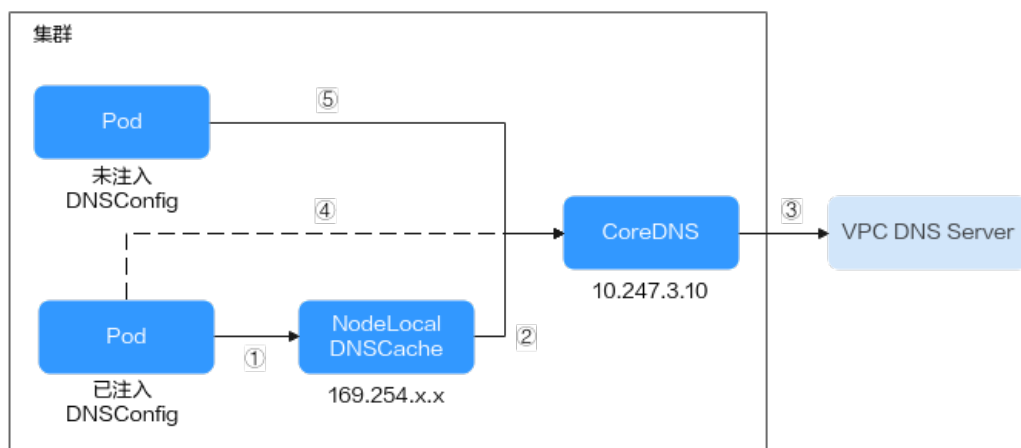 集群
Pod
未注入
DNSConfig
⑤
④
CoreDNS
10.247.3.10
③
VPC DNS Server
Pod
已注入
DNSConfig
①
NodeLocal
DNSCache
169.254.x.x
②